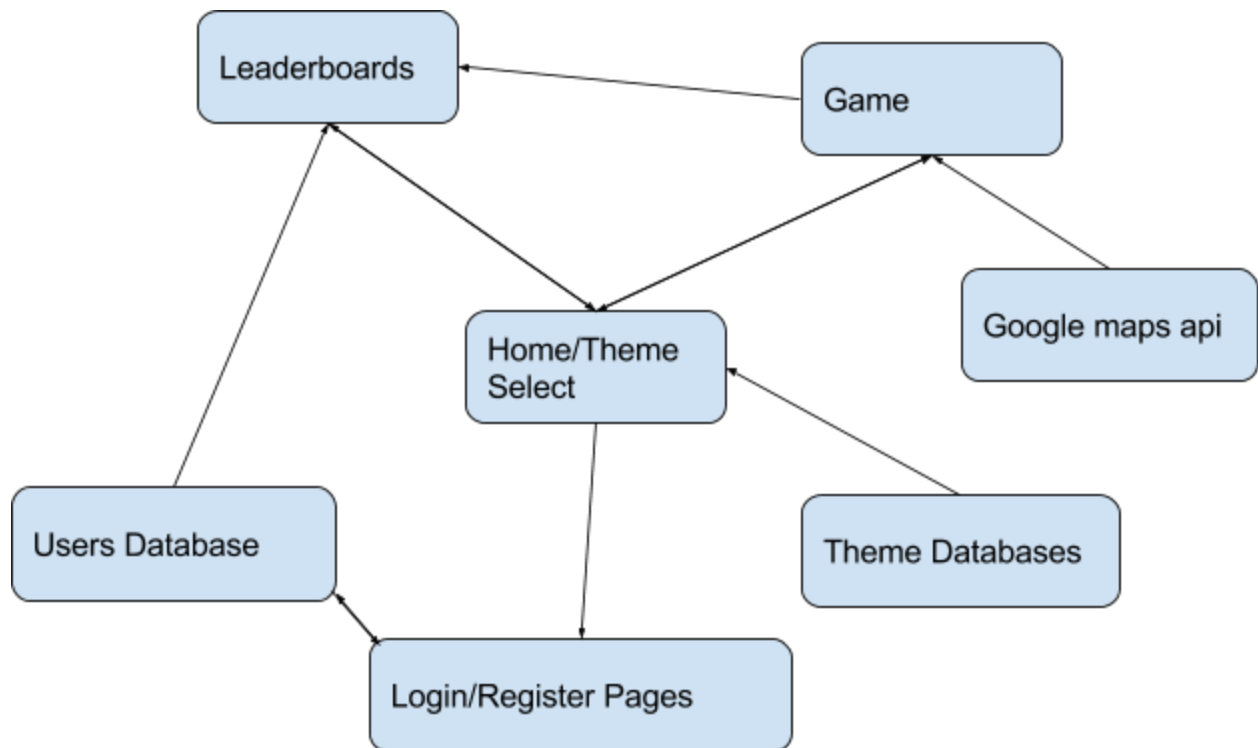 Leaderboards
Game
Google maps api
Home/Theme
Select
Users Database
Theme Databases
Login/Register Pages